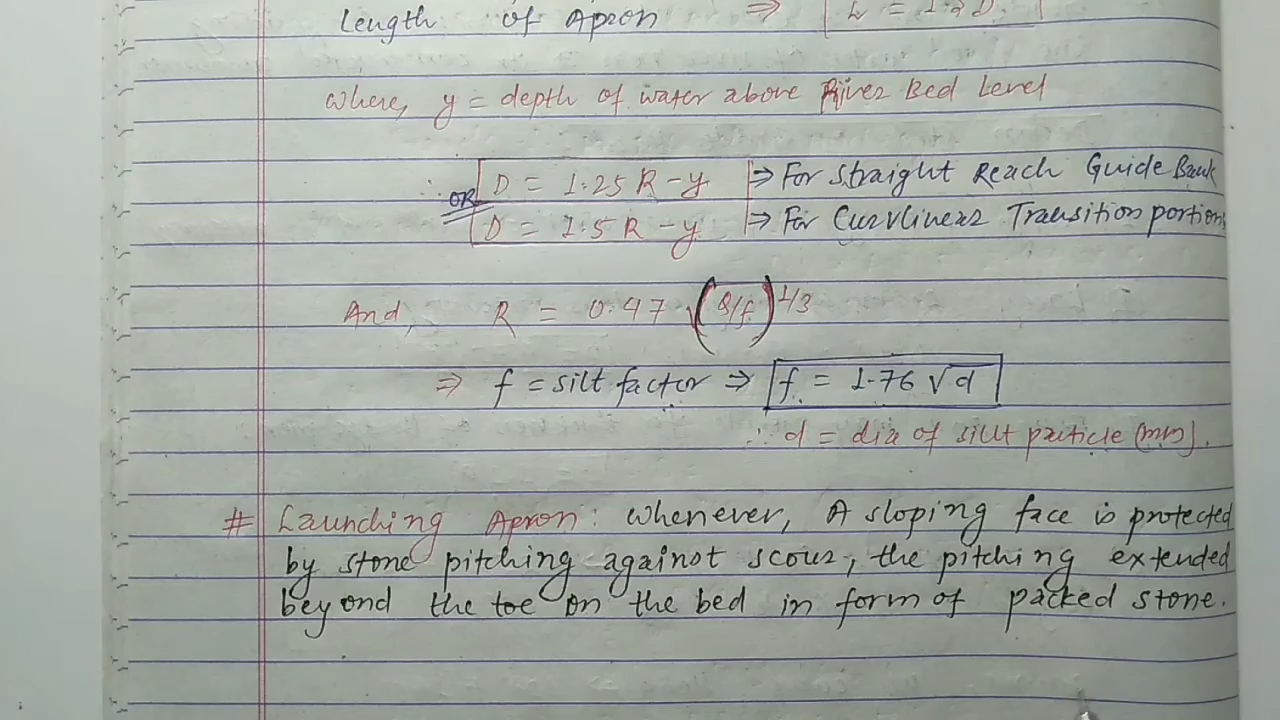 Length of Apron ⇒ L = 1.5 D.
where, y = depth of water above River Bed Level
∴ D = 1.25 R - y ⇒ For Straight Reach Guide Bank
OR D = 1.5 R - y ⇒ For Curvlinear Transition portions
And, R = 0.47 (Q/f)^1/3
⇒ f = silt factor ⇒ f = 1.76 √d
∴ d = dia of sillt particle (mm).
# Launching Apron: Whenever, A sloping face is protected
by stone pitching against scour, the pitching extended
beyond the toe on the bed in form of packed stone.